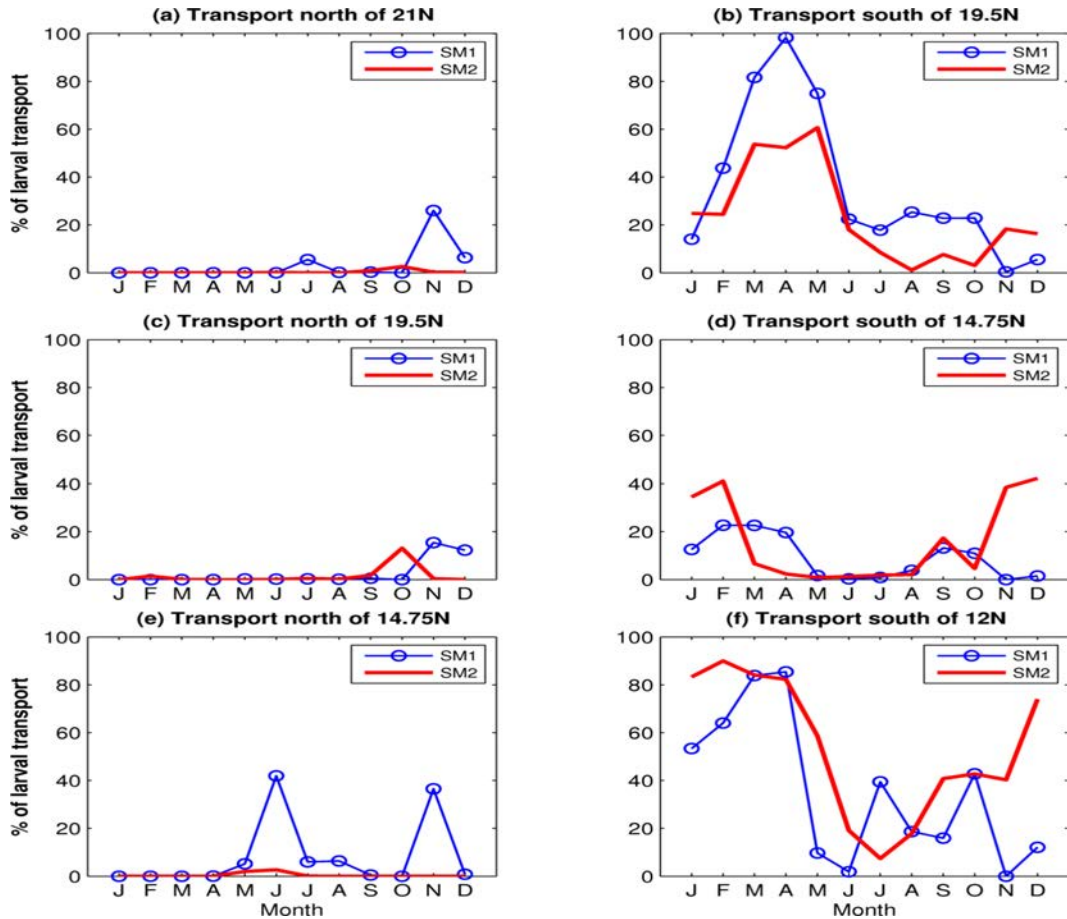 (a) Transport north of 21N
% of larval transport
100
80
60
40
20
0
SM1
SM2
J F M A M J J A S O N D
(b) Transport south of 19.5N
100
80
60
40
20
0
SM1
SM2
J F M A M J J A S O N D
(c) Transport north of 19.5N
% of larval transport
100
80
60
40
20
0
SM1
SM2
J F M A M J J A S O N D
(d) Transport south of 14.75N
100
80
60
40
20
0
SM1
SM2
J F M A M J J A S O N D
(e) Transport north of 14.75N
% of larval transport
100
80
60
40
20
0
SM1
SM2
J F M A M J J A S O N D
Month
(f) Transport south of 12N
100
80
60
40
20
0
SM1
SM2
J F M A M J J A S O N D
Month